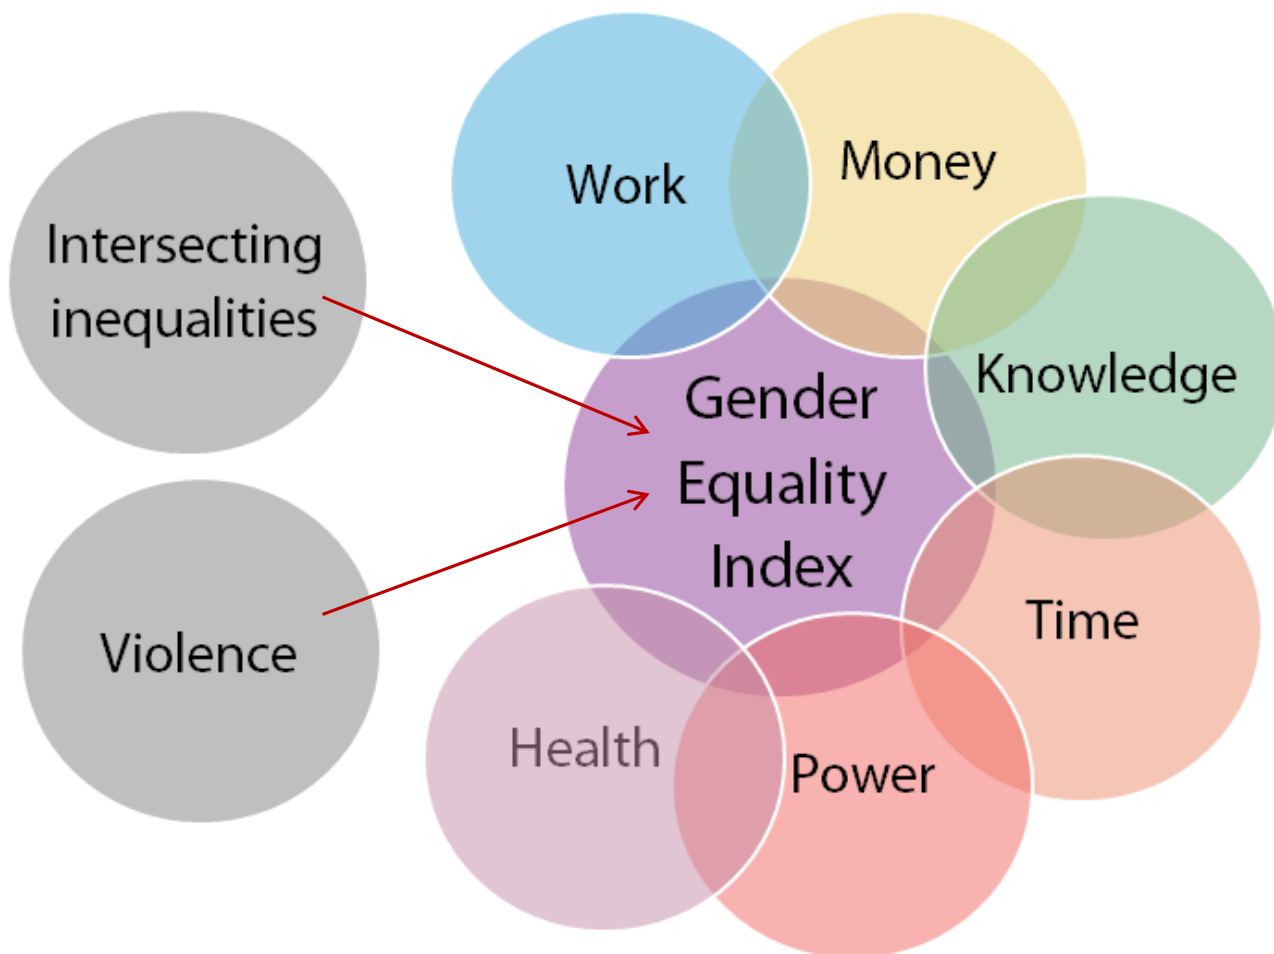 Work
Money
Intersecting
inequalities
Knowledge
Gender
Equality
Index
Time
Violence
Health
Power